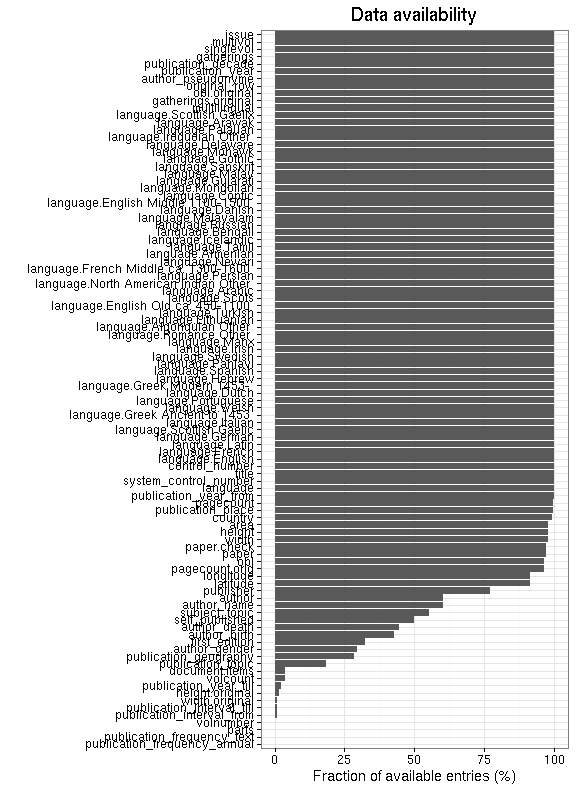 Data availability
issue
multivol
singlevol
gatherings
publication_decade
publication_year
author_pseudonyme
original_row
obl.original
gatherings.original
multilingual
language.Scottish Gaelix
language.Arawak
language.Palauan
language.Iroquoian Other
language.Delaware
language.Mohawk
language.Gothic
language.Sanskrit
language.Malay
language.Gujarati
language.Mongolian
language.Coptic
language.English Middle 1100-1500
language.Danish
language.Malayalam
language.Russian
language.Bengali
language.Icelandic
language.Tamil
language.Armenian
language.Newari
language.French Middle ca. 1300-1600
language.Persian
language.North American Indian Other
language.Arabic
language.Scots
language.English Old ca. 450-1100
language.Turkish
language.Lithuanian
language.Algonquian Other
language.Romance Other
language.Manx
language.Irish
language.Swedish
language.Pahlavi
language.Spanish
language.Hebrew
language.Greek Modern 1453-
language.Dutch
language.Portuguese
language.Welsh
language.Greek Ancient to 1453
language.Italian
language.Scottish Gaelic
language.German
language.Latin
language.French
language.English
control_number
title
system_control_number
language
publication_year_from
pagecount
publication_place
country
area
height
width
paper.check
paper
obl
pagecount.orig
longitude
latitude
publisher
author
author_name
subject_topic
self_published
author_death
author_birth
first_edition
author_gender
publication_geography
publication_topic
document.items
volcount
publication_year_till
height.original
width.original
publication_interval_till
publication_interval_from
volnumber
parts
publication_frequency_text
publication_frequency_annual
0 25 50 75 100
Fraction of available entries (%)